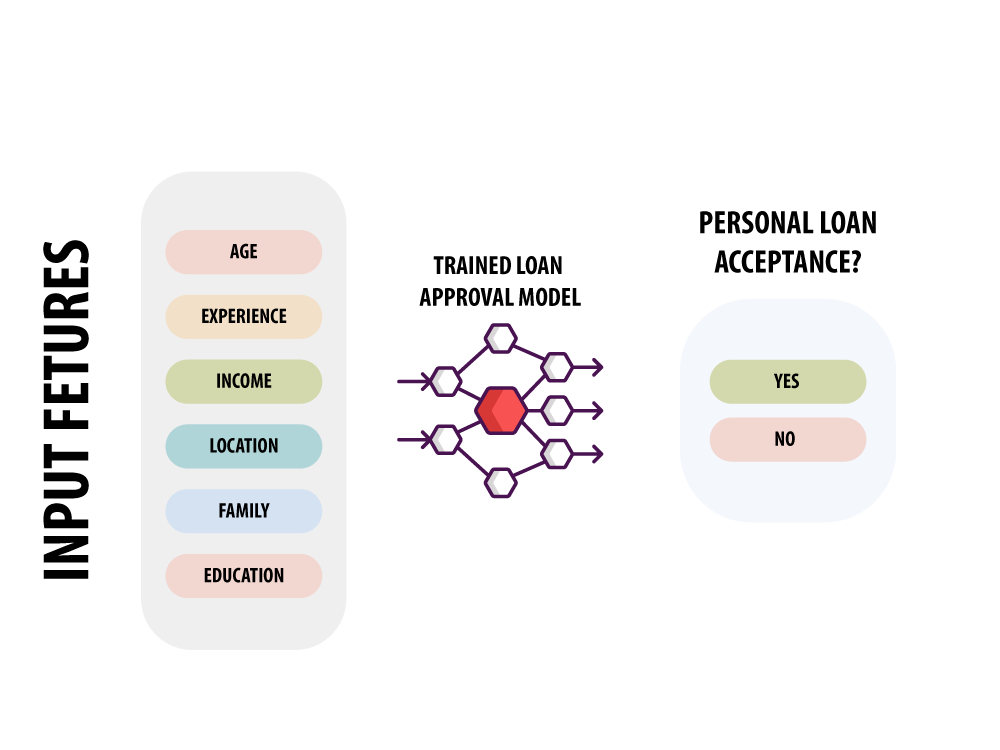 INPUT FETURES
AGE
EXPERIENCE
INCOME
LOCATION
FAMILY
EDUCATION
TRAINED LOAN
APPROVAL MODEL
PERSONAL LOAN
ACCEPTANCE?
YES
NO